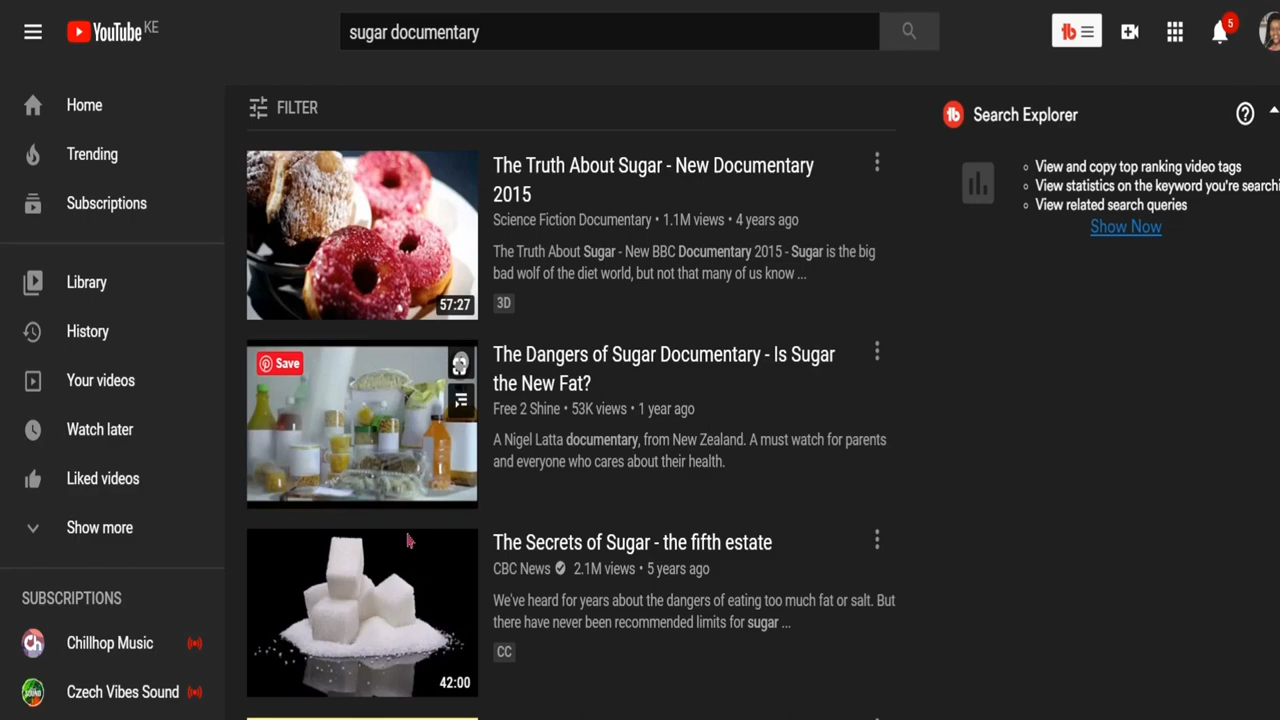 YouTube KE
sugar documentary
5
Home
Trending
Subscriptions
Library
History
Your videos
Watch later
Liked videos
Show more
SUBSCRIPTIONS
Ch
Chillhop Music
Czech Vibes Sound
FILTER
57:27
The Truth About Sugar - New Documentary
2015
Science Fiction Documentary • 1.1M views • 4 years ago
The Truth About Sugar - New BBC Documentary 2015 - Sugar is the big
bad wolf of the diet world, but not that many of us know ...
3D
Save
The Dangers of Sugar Documentary - Is Sugar
the New Fat?
Free 2 Shine • 53K views • 1 year ago
A Nigel Latta documentary, from New Zealand. A must watch for parents
and everyone who cares about their health.
42:00
The Secrets of Sugar - the fifth estate
CBC News 2.1M views • 5 years ago
We've heard for years about the dangers of eating too much fat or salt. But
there have never been recommended limits for sugar ...
CC
tb
Search Explorer
View and copy top ranking video tags
View statistics on the keyword you're searchi
View related search queries
Show Now